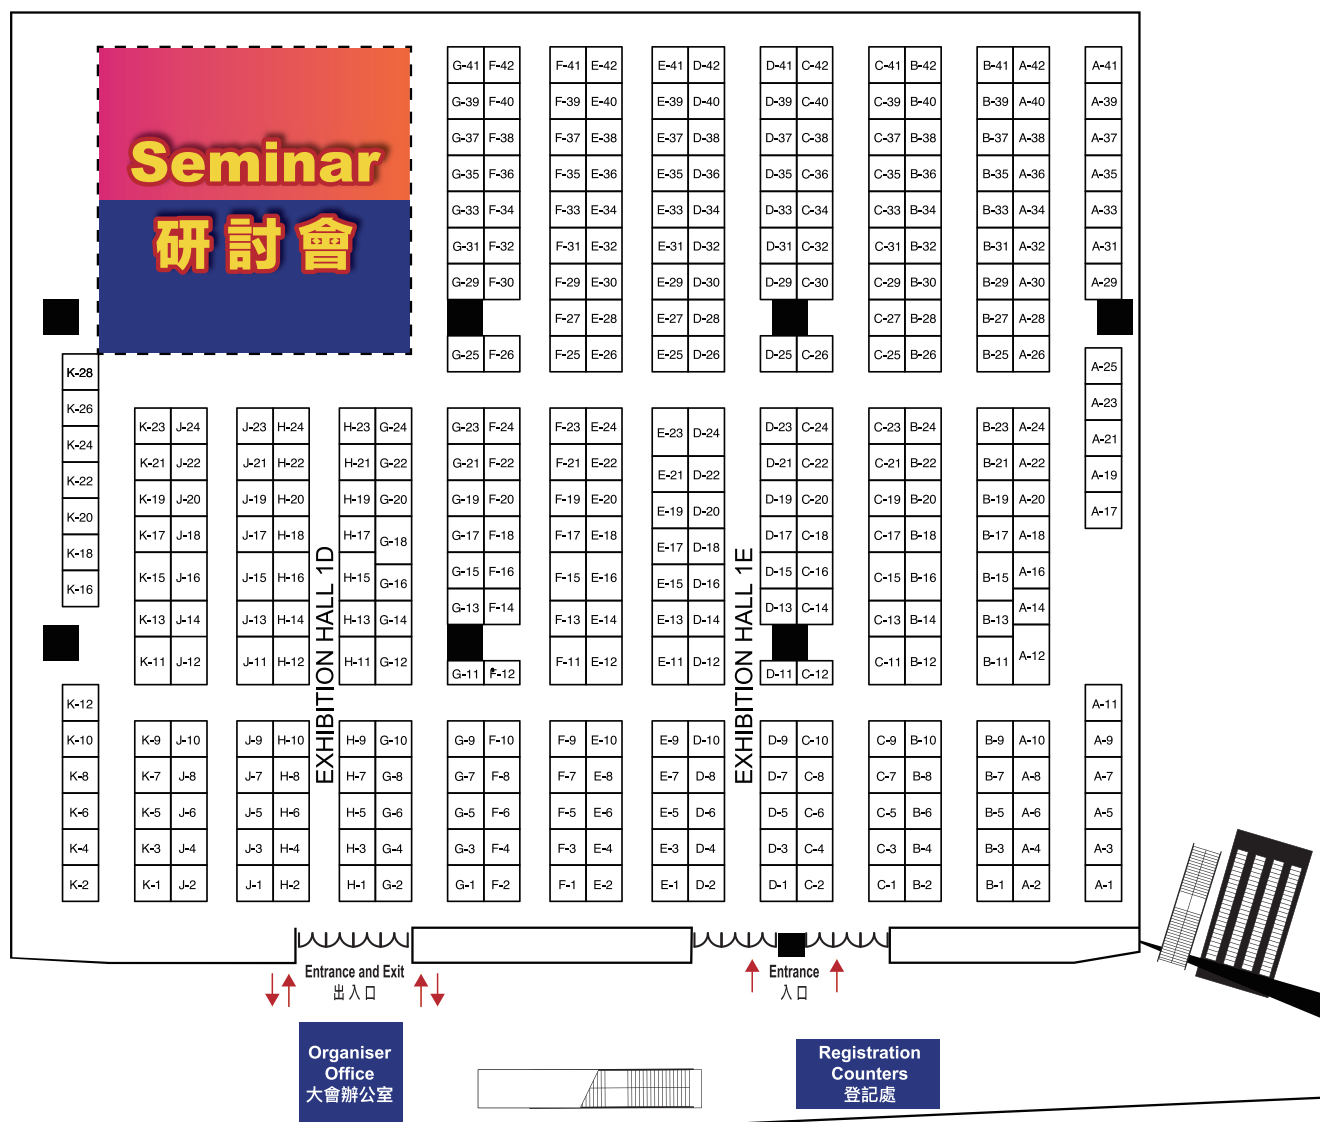 Seminar
研討會
G-41 F-42 F-41 E-42 E-41 D-42 D-41 C-42 C-41 B-42 B-41 A-42 A-41
G-39 F-40 F-39 E-40 E-39 D-40 D-39 C-40 C-39 B-40 B-39 A-40 A-39
G-37 F-38 F-37 E-38 E-37 D-38 D-37 C-38 C-37 B-38 B-37 A-38 A-37
G-35 F-36 F-35 E-36 E-35 D-36 D-35 C-36 C-35 B-36 B-35 A-36 A-35
G-33 F-34 F-33 E-34 E-33 D-34 D-33 C-34 C-33 B-34 B-33 A-34 A-33
G-31 F-32 F-31 E-32 E-31 D-32 D-31 C-32 C-31 B-32 B-31 A-32 A-31
G-29 F-30 F-29 E-30 E-29 D-30 D-29 C-30 C-29 B-30 B-29 A-30 A-29
F-27 E-28 E-27 D-28 C-27 B-28 B-27 A-28
G-25 F-26 F-25 E-26 E-25 D-26 D-25 C-26 C-25 B-26 B-25 A-26 A-25
K-28
K-26 A-23
K-23 J-24 J-23 H-24 H-23 G-24 G-23 F-24 F-23 E-24 E-23 D-24 D-23 C-24 C-23 B-24 B-23 A-24
K-24 A-21
K-21 J-22 J-21 H-22 H-21 G-22 G-21 F-22 F-21 E-22 E-21 D-22 D-21 C-22 C-21 B-22 B-21 A-22
K-22 A-19
K-19 J-20 J-19 H-20 H-19 G-20 G-19 F-20 F-19 E-20 E-19 D-20 D-19 C-20 C-19 B-20 B-19 A-20
K-20 A-17
K-17 J-18 J-17 H-18 H-17 G-18 G-17 F-18 F-17 E-18 E-17 D-18 D-17 C-18 C-17 B-18 B-17 A-18
K-18
K-15 J-16 J-15 H-16 H-15 G-16 G-15 F-16 F-15 E-16 E-15 D-16 D-15 C-16 C-15 B-16 B-15 A-16
K-16
K-13 J-14 J-13 H-14 H-13 G-14 G-13 F-14 F-13 E-14 E-13 D-14 D-13 C-14 C-13 B-14 B-13 A-14
K-11 J-12 J-11 H-12 H-11 G-12 G-11 F-12 F-11 E-12 E-11 D-12 D-11 C-12 C-11 B-12 B-11 A-12
EXHIBITION HALL 1D
EXHIBITION HALL 1E
K-12 A-11
K-10 K-9 J-10 J-9 H-10 H-9 G-10 G-9 F-10 F-9 E-10 E-9 D-10 D-9 C-10 C-9 B-10 B-9 A-10 A-9
K-8 K-7 J-8 J-7 H-8 H-7 G-8 G-7 F-8 F-7 E-8 E-7 D-8 D-7 C-8 C-7 B-8 B-7 A-8 A-7
K-6 K-5 J-6 J-5 H-6 H-5 G-6 G-5 F-6 F-5 E-6 E-5 D-6 D-5 C-6 C-5 B-6 B-5 A-6 A-5
K-4 K-3 J-4 J-3 H-4 H-3 G-4 G-3 F-4 F-3 E-4 E-3 D-4 D-3 C-4 C-3 B-4 B-3 A-4 A-3
K-2 K-1 J-2 J-1 H-2 H-1 G-2 G-1 F-2 F-1 E-2 E-1 D-2 D-1 C-2 C-1 B-2 B-1 A-2 A-1
Entrance and Exit
出入口
Entrance
入口
Organiser
Office
大會辦公室
Registration
Counters
登記處